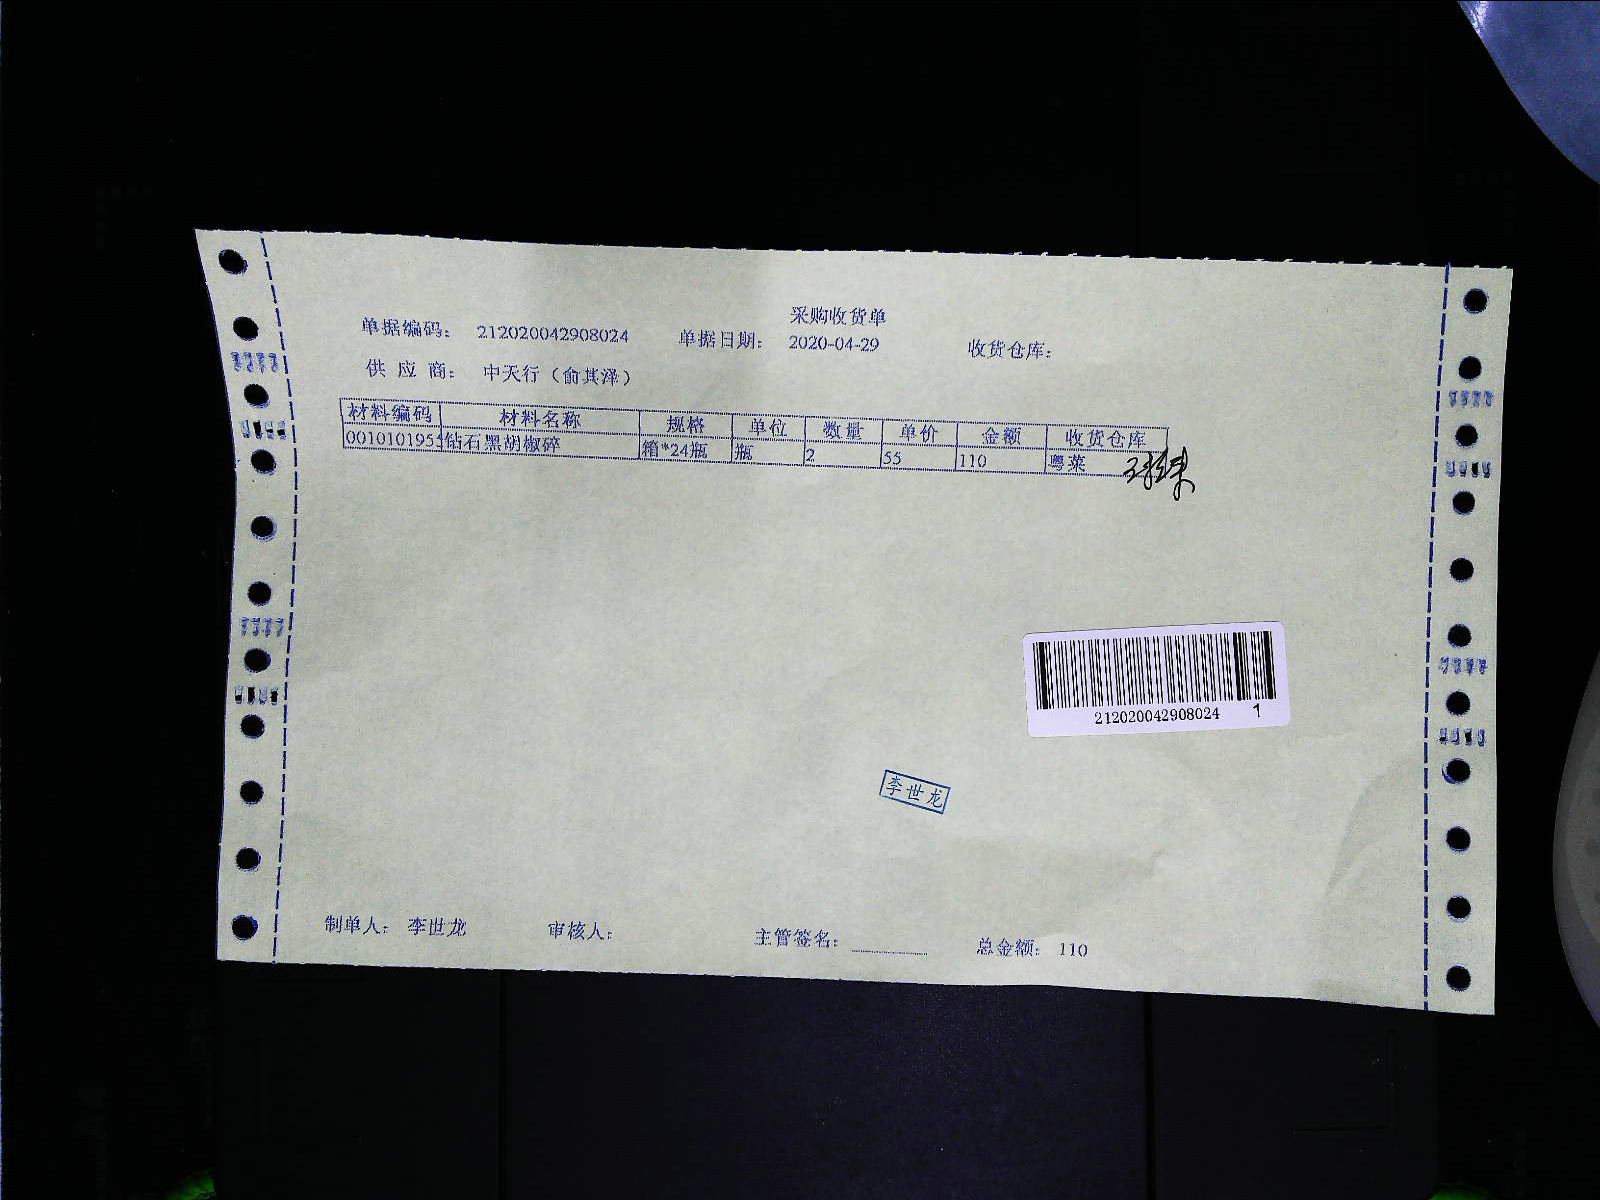 采购收货单
单据编码： 212020042908024 单据日期： 2020-04-29 收货仓库：
供 应 商： 中天行（俞其泽）
材料编码 材料名称 规格 单位 数量 单价 金额 收货仓库
0010101955 钻石黑胡椒碎 箱*24瓶 瓶 2 55 110 粤菜
212020042908024 1
李世龙
制单人： 李世龙 审核人： 主管签名： 总金额： 110